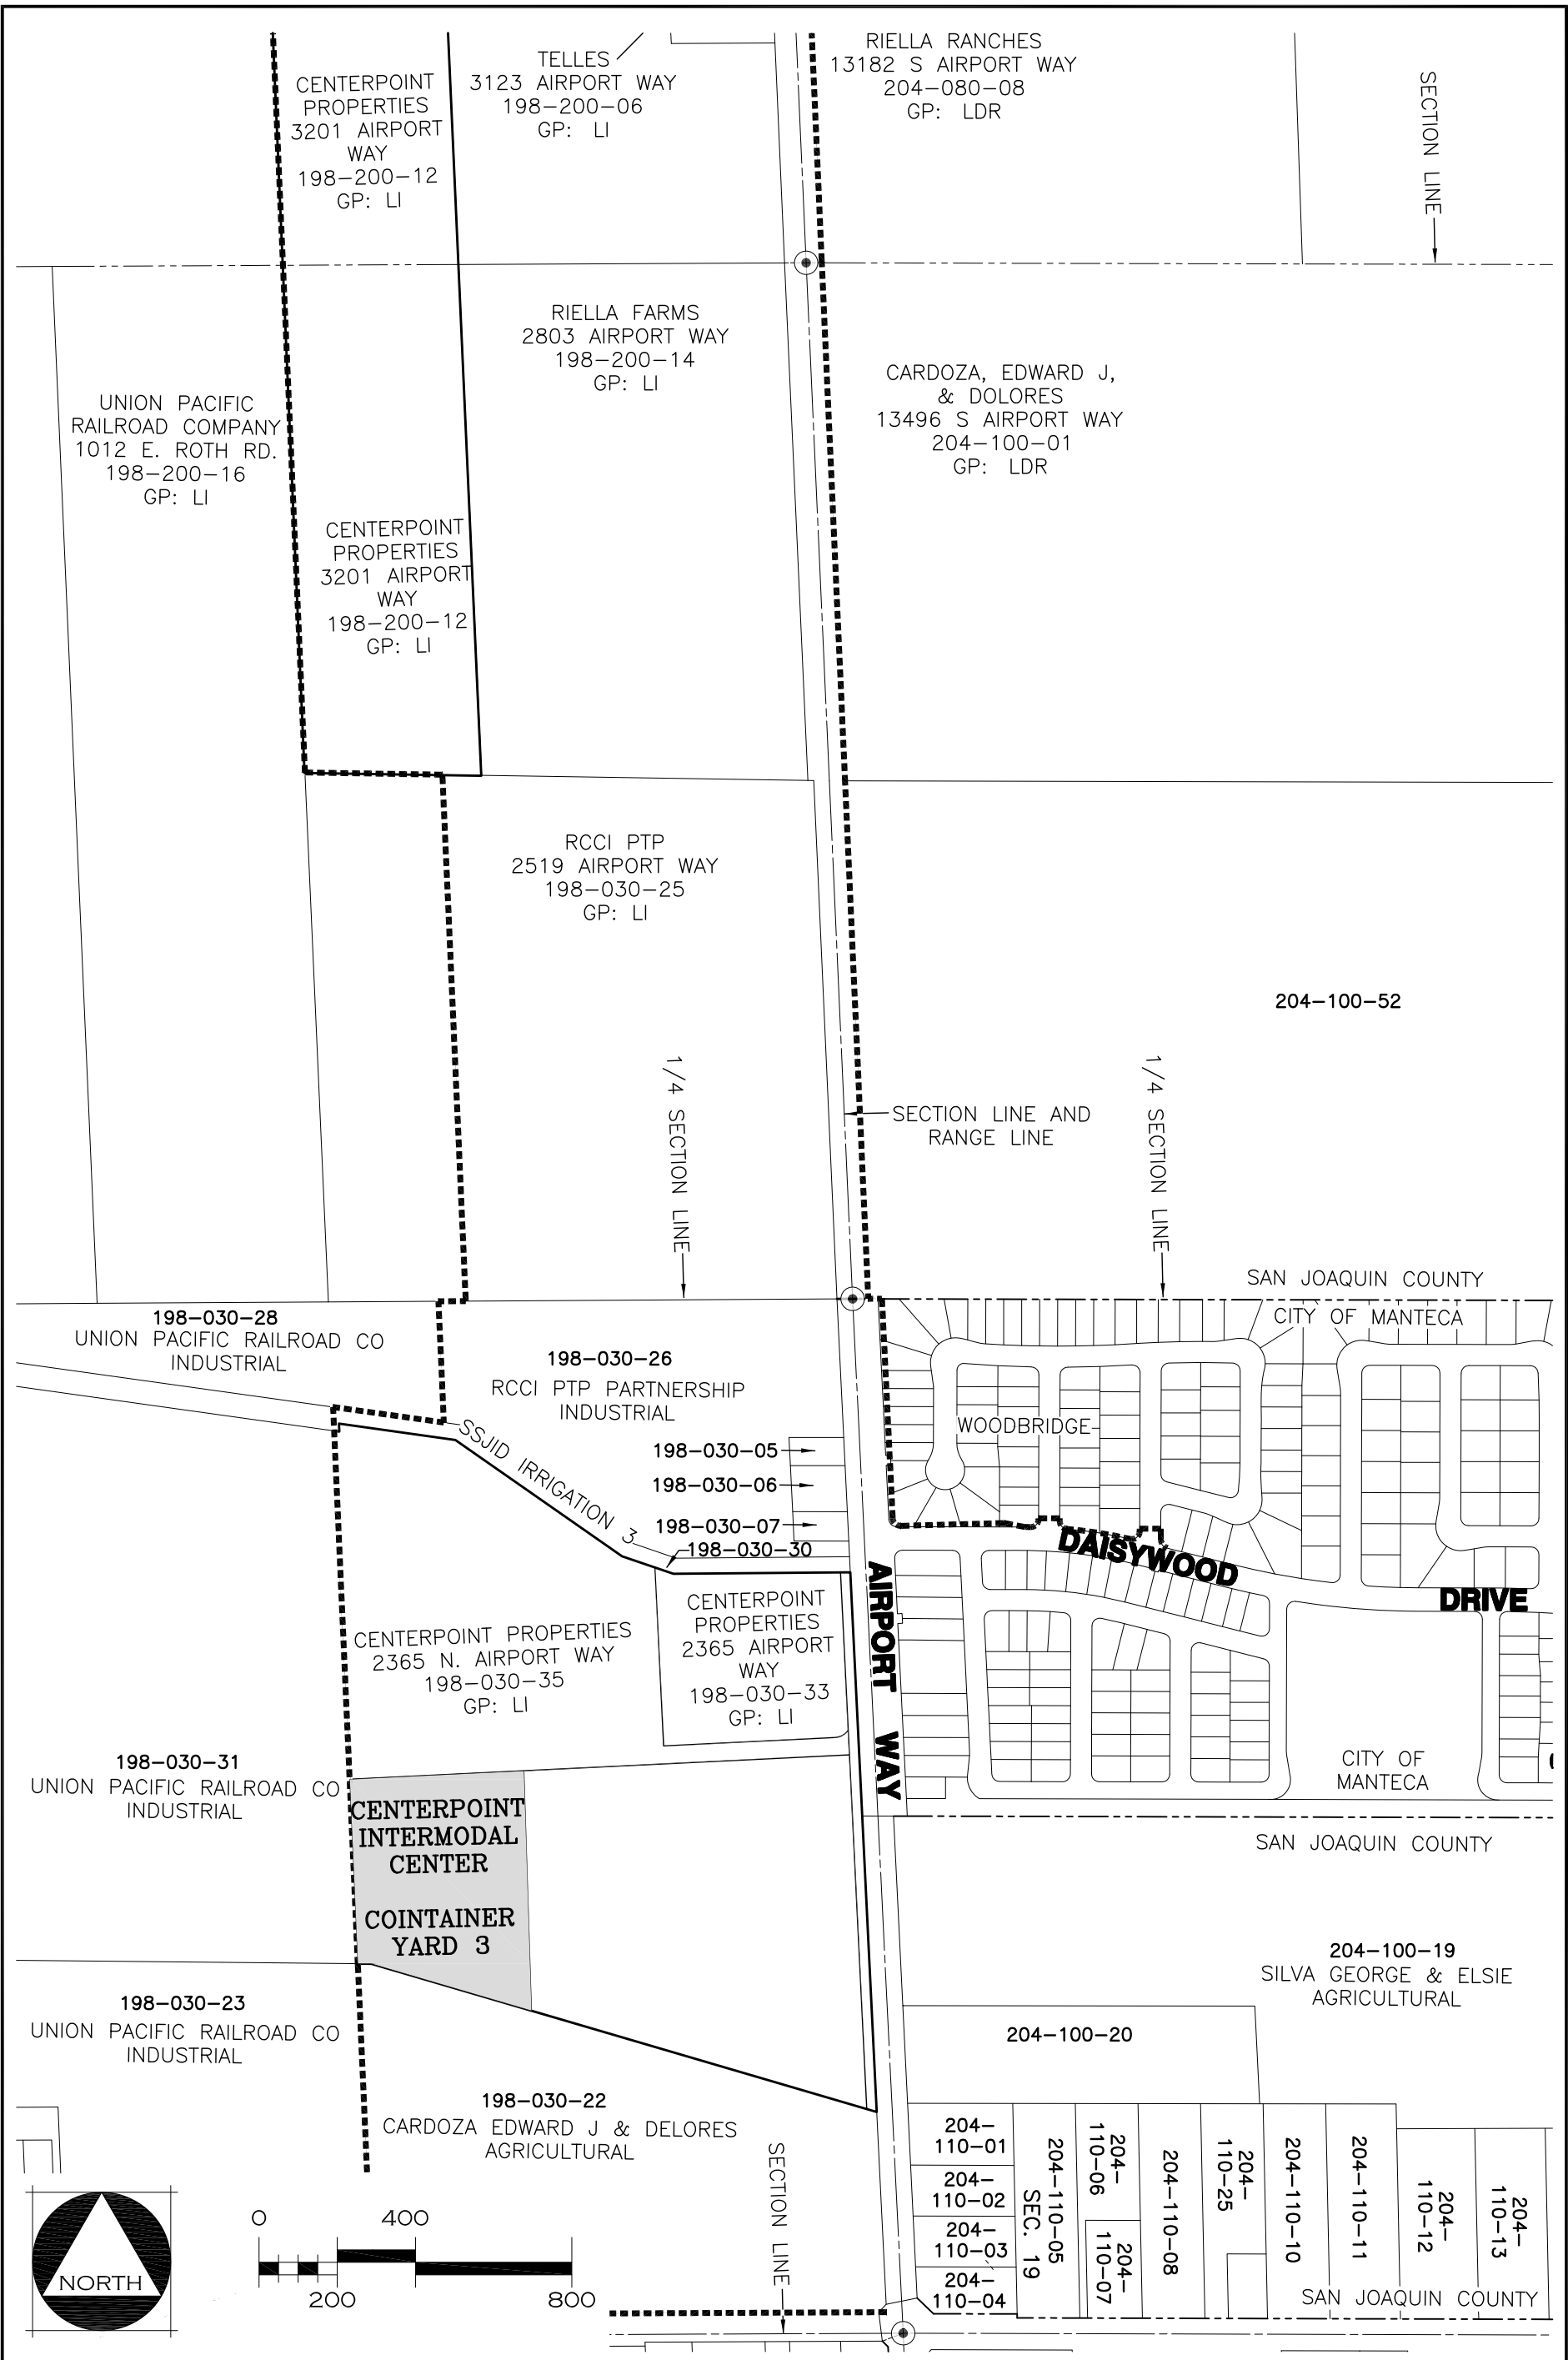 CENTERPOINT
PROPERTIES
3201 AIRPORT
WAY
198-200-12
GP: LI
TELLES
3123 AIRPORT WAY
198-200-06
GP: LI
RIELLA RANCHES
13182 S AIRPORT WAY
204-080-08
GP: LDR
SECTION LINE
UNION PACIFIC
RAILROAD COMPANY
1012 E. ROTH RD.
198-200-16
GP: LI
RIELLA FARMS
2803 AIRPORT WAY
198-200-14
GP: LI
CARDOZA, EDWARD J,
& DOLORES
13496 S AIRPORT WAY
204-100-01
GP: LDR
CENTERPOINT
PROPERTIES
3201 AIRPORT
WAY
198-200-12
GP: LI
RCCI PTP
2519 AIRPORT WAY
198-030-25
GP: LI
204-100-52
1/4 SECTION LINE
SECTION LINE AND
RANGE LINE
1/4 SECTION LINE
SAN JOAQUIN COUNTY
CITY OF MANTECA
198-030-28
UNION PACIFIC RAILROAD CO
INDUSTRIAL
198-030-26
RCCI PTP PARTNERSHIP
INDUSTRIAL
WOODBRIDGE
SSJID IRRIGATION 3
198-030-05
198-030-06
198-030-07
198-030-30
DAISYWOOD
DRIVE
AIRPORT WAY
CENTERPOINT PROPERTIES
2365 N. AIRPORT WAY
198-030-35
GP: LI
CENTERPOINT
PROPERTIES
2365 AIRPORT
WAY
198-030-33
GP: LI
CITY OF
MANTECA
SAN JOAQUIN COUNTY
198-030-31
UNION PACIFIC RAILROAD CO
INDUSTRIAL
CENTERPOINT
INTERMODAL
CENTER
COINTAINER
YARD 3
204-100-19
SILVA GEORGE & ELSIE
AGRICULTURAL
198-030-23
UNION PACIFIC RAILROAD CO
INDUSTRIAL
204-100-20
198-030-22
CARDOZA EDWARD J & DELORES
AGRICULTURAL
SECTION LINE
204-
110-01
204-
110-02
204-
110-03
204-
110-04
204-110-05
SEC. 19
204-
110-06
204-
110-07
204-110-08
204-
110-25
204-110-10
204-110-11
204-
110-12
204-
110-13
SAN JOAQUIN COUNTY
NORTH
0
400
200
800